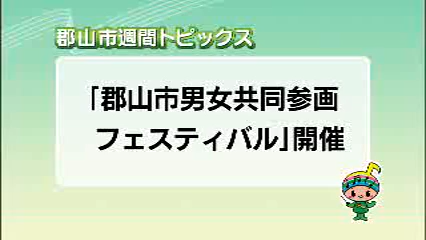 郡山市週間トピックス
「郡山市男女共同参画
フェスティバル」開催